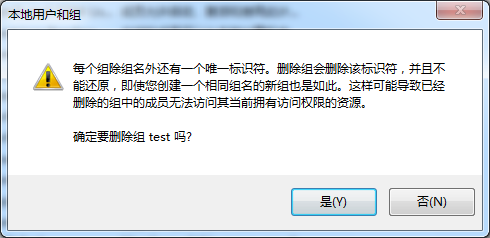 本地用户和组
每个组除组名外还有一个唯一标识符。删除组会删除该标识符，并且不
能还原，即使您创建一个相同组名的新组也是如此。这样可能导致已经
删除的组中的成员无法访问其当前拥有访问权限的资源。
确定要删除组 test 吗?
是(Y)
否(N)